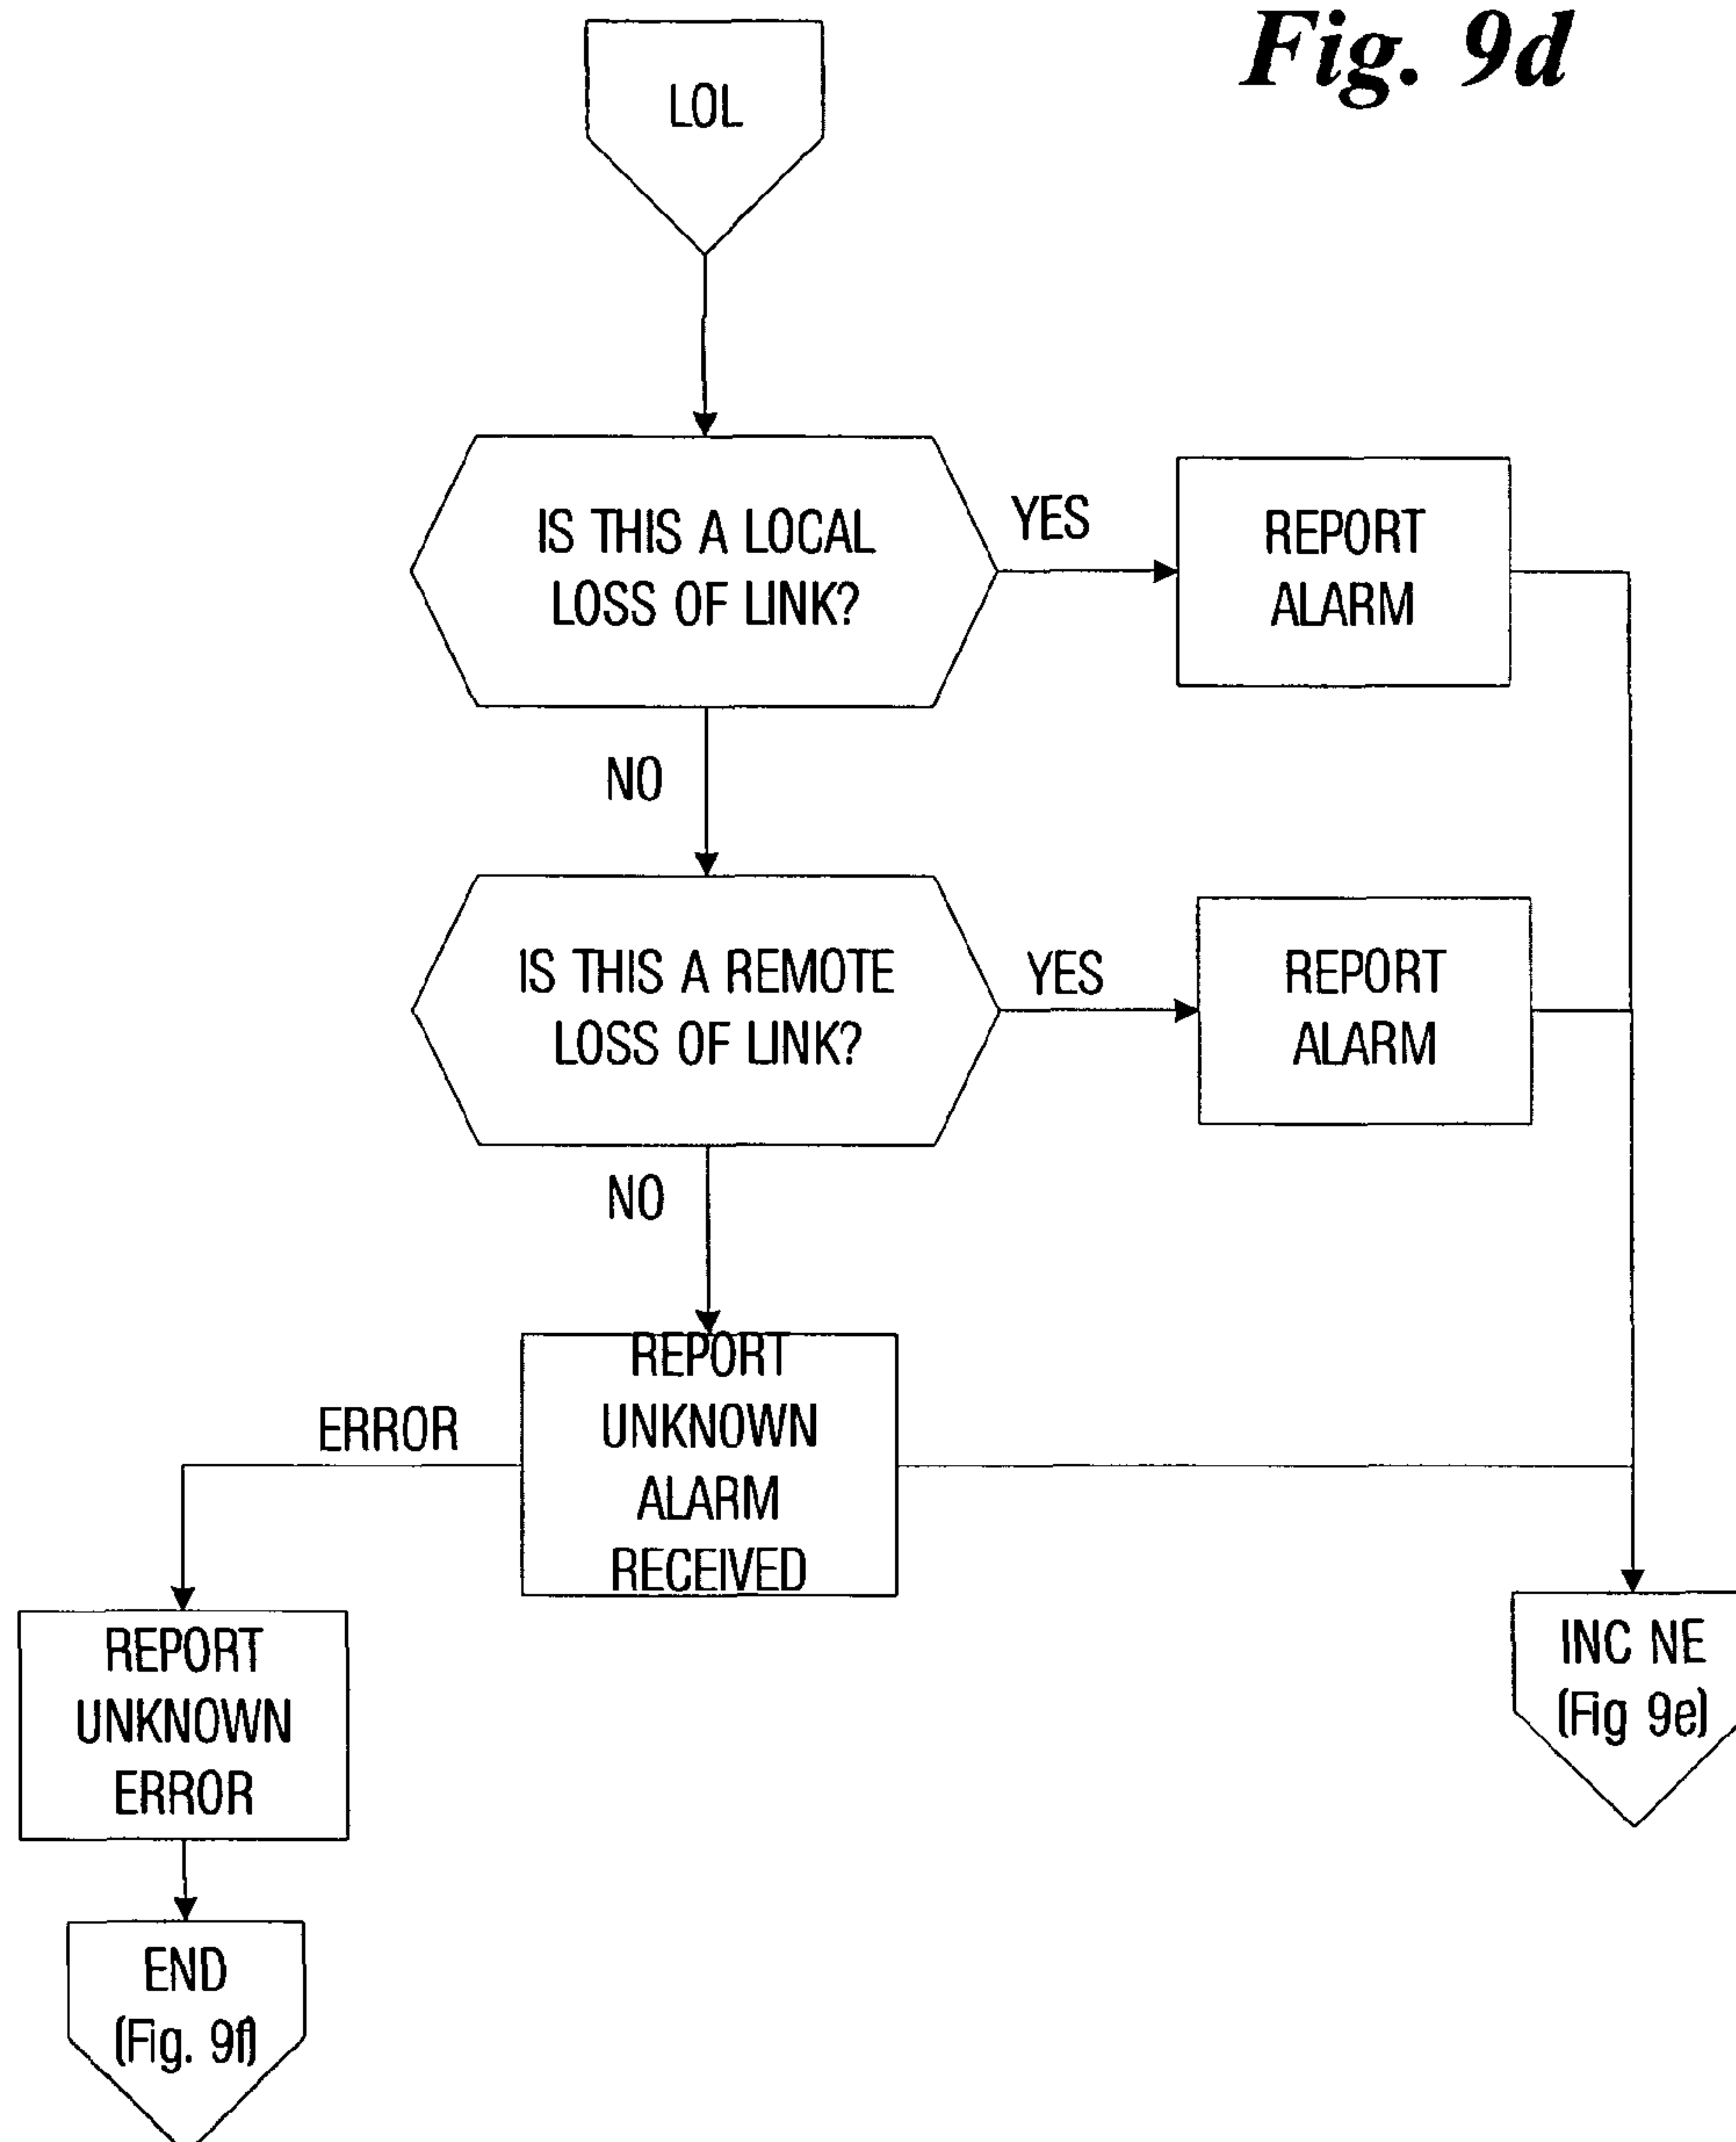 Fig. 9d
LOL
IS THIS A LOCAL
LOSS OF LINK?
YES
REPORT
ALARM
NO
IS THIS A REMOTE
LOSS OF LINK?
YES
REPORT
ALARM
NO
REPORT
UNKNOWN
ALARM
RECEIVED
ERROR
REPORT
UNKNOWN
ERROR
INC NE
(Fig 9e)
END
(Fig. 9f)